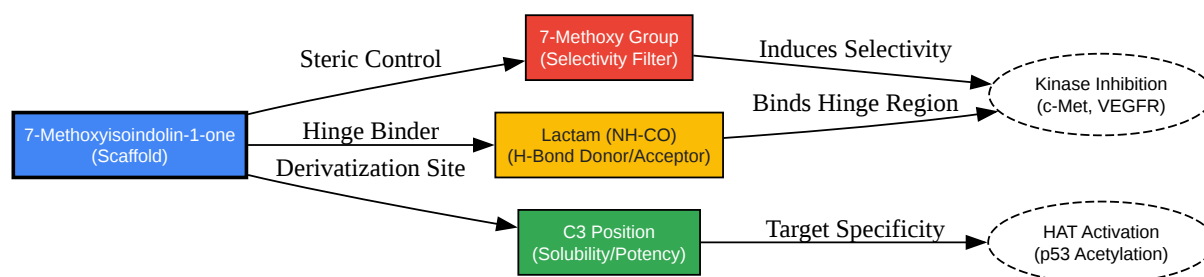 7-Methoxyisoindolin-1-one
(Scaffold)
Steric Control
Hinge Binder
Derivatization Site
7-Methoxy Group
(Selectivity Filter)
Lactam (NH-CO)
(H-Bond Donor/Acceptor)
C3 Position
(Solubility/Potency)
Induces Selectivity
Binds Hinge Region
Target Specificity
Kinase Inhibition
(c-Met, VEGFR)
HAT Activation
(p53 Acetylation)